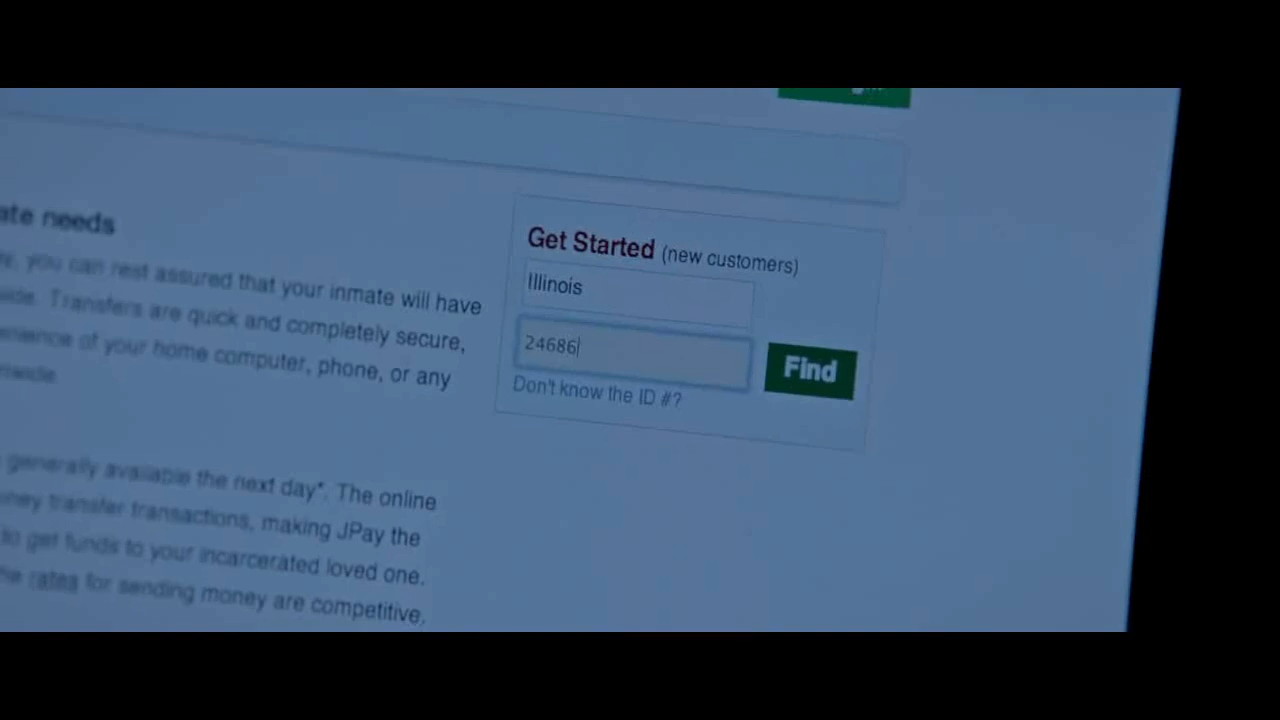 ate needs
you can rest assured that your inmate will have
Transfers are quick and completely secure,
of your home computer, phone, or any
Get Started (new customers)
Illinois
24686
Find
Don't know the ID #?
generally available the next day*. The online
money transfer transactions, making JPay the
to get funds to your incarcerated loved one.
rates for sending money are competitive,